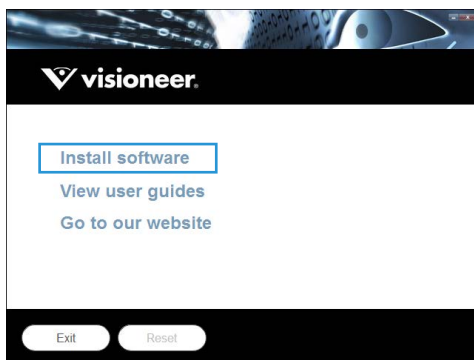 visioneer.
Install software
View user guides
Go to our website
Exit
Reset